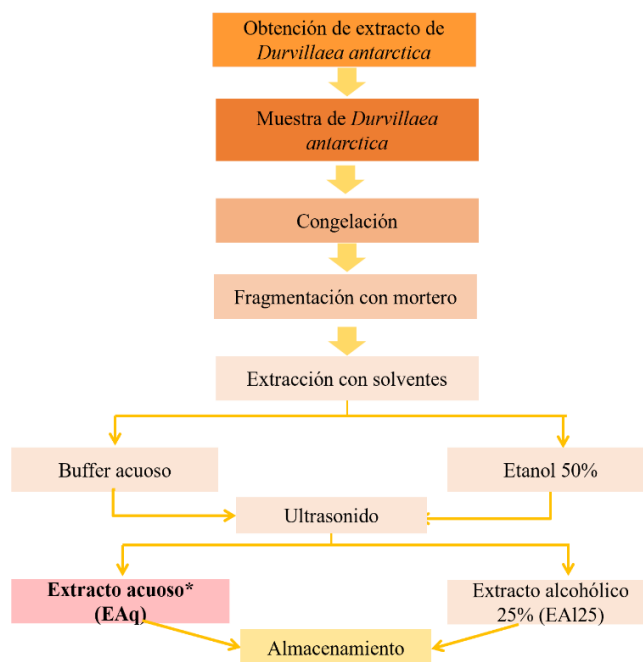 Obtención de extracto de
Durvillaea antarctica
Muestra de Durvillaea
antarctica
Congelación
Fragmentación con mortero
Extracción con solventes
Buffer acuoso
Etanol 50%
Ultrasonido
Extracto acuoso*
(EAq)
Extracto alcohólico
25% (EAl25)
Almacenamiento